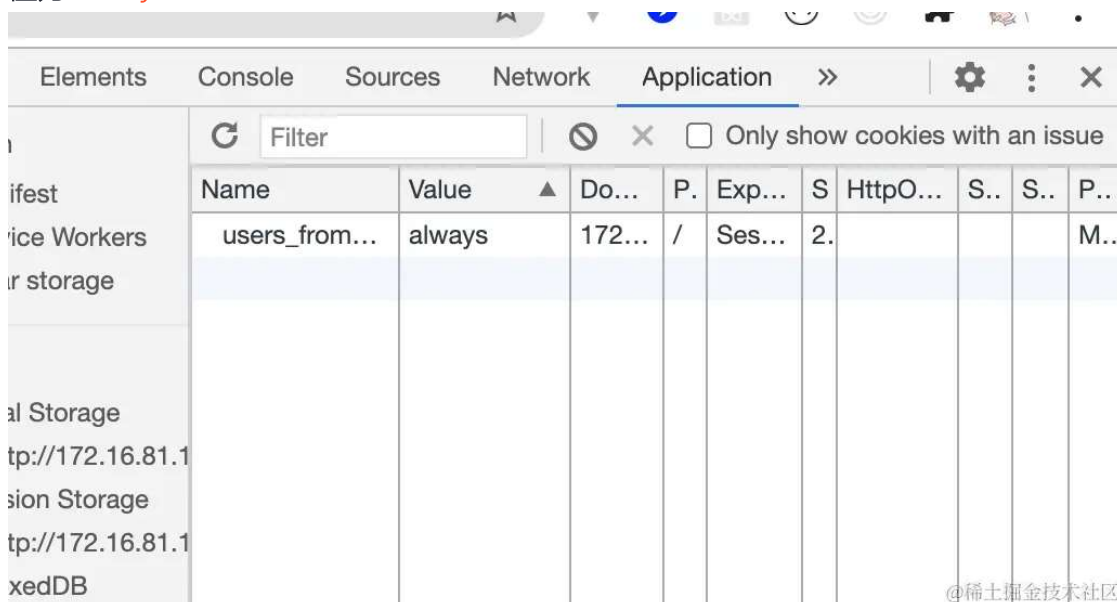 Elements Console Sources Network Application »
Filter
Only show cookies with an issue
Name Value ▲ Do... P. Exp... S HttpO... S.. S.. P..
users_from... always 172... / Ses... 2. M..
ifest
ice Workers
r storage
al Storage
tp://172.16.81.1
sion Storage
tp://172.16.81.1
xedDB
@稀土掘金技术社区